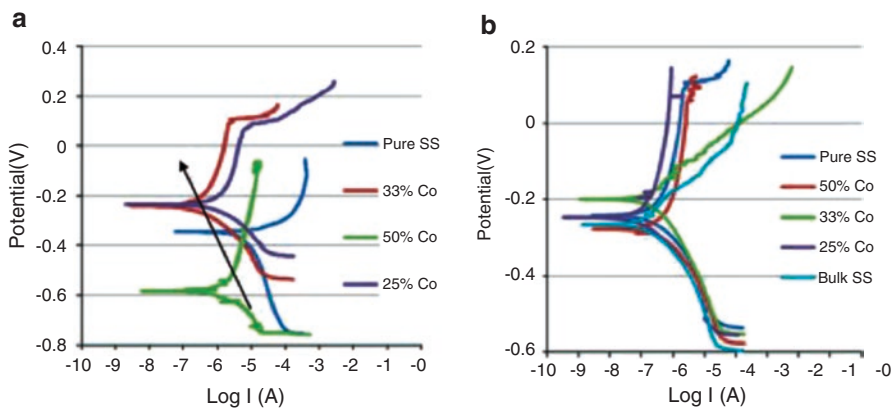 a
0.4
0.2
0
-0.2
-0.4
-0.6
-0.8
Potential(V)
-10 -9 -8 -7 -6 -5 -4 -3 -2 -1 -0
Log I (A)
Pure SS
33% Co
50% Co
25% Co
b
0.2
0
-0.2
-0.4
-0.6
Potential(V)
-10 -9 -8 -7 -6 -5 -4 -3 -2 -1 -0
Log I (A)
Pure SS
50% Co
33% Co
25% Co
Bulk SS